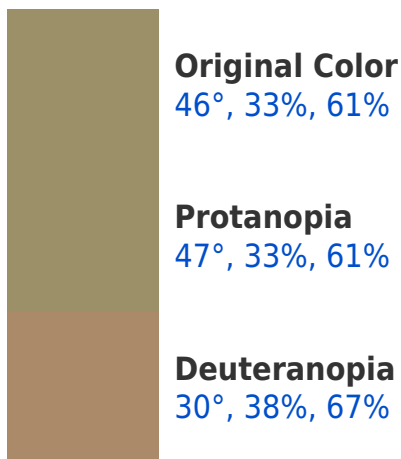 Original Color
46°, 33%, 61%
Protanopia
47°, 33%, 61%
Deuteranopia
30°, 38%, 67%